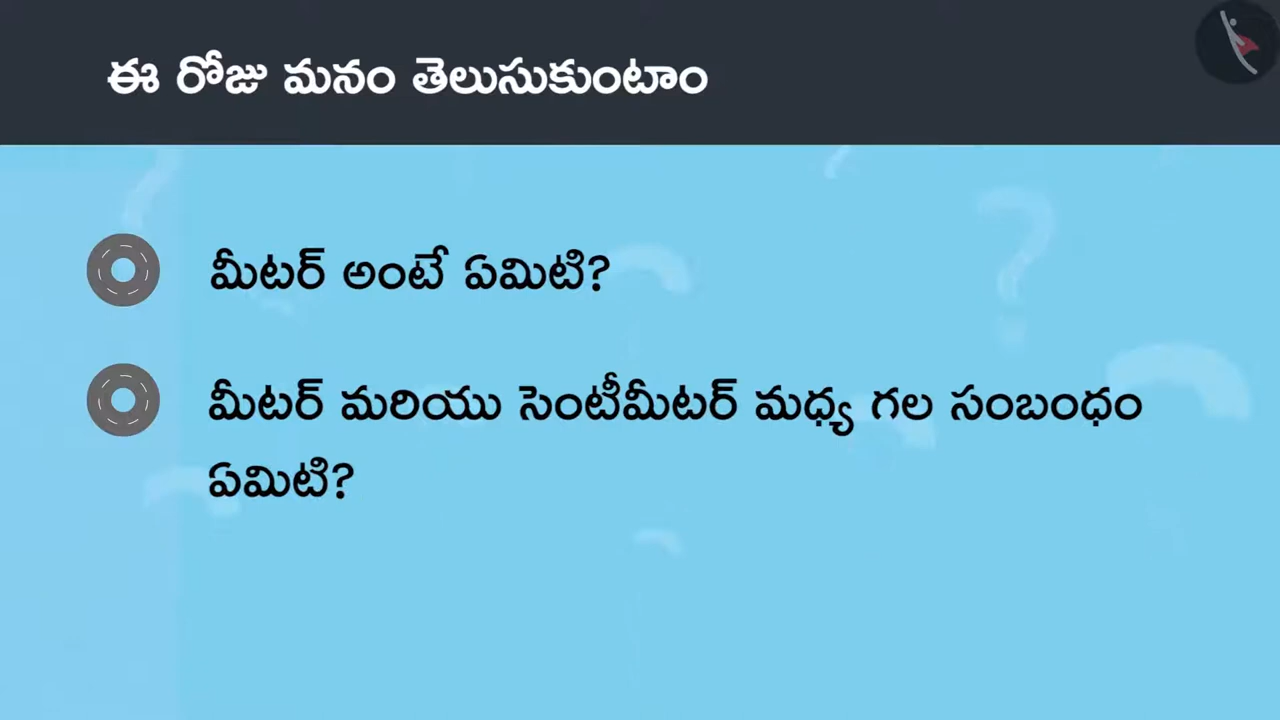 ఈ రోజు మనం తెలుసుకుంటాం
మీటర్ అంటే ఏమిటి?
మీటర్ మరియు సెంటీమీటర్ మధ్య గల సంబంధం
ఏమిటి?